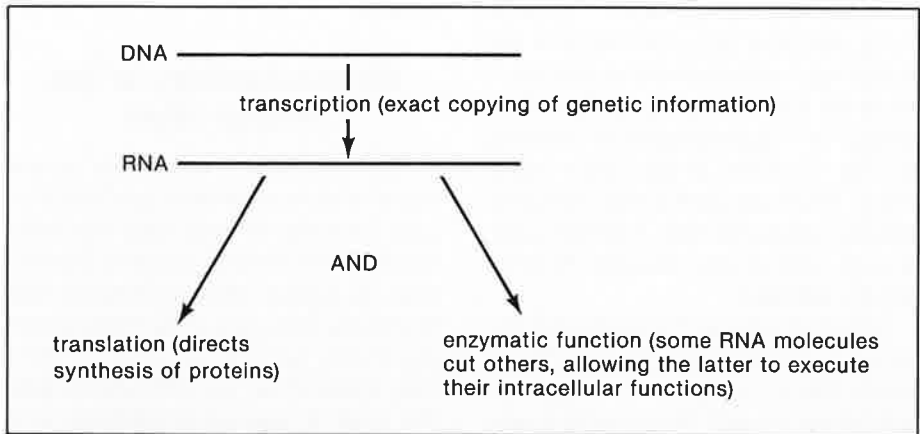 DNA
transcription (exact copying of genetic information)
RNA
AND
translation (directs
synthesis of proteins)
enzymatic function (some RNA molecules
cut others, allowing the latter to execute
their intracellular functions)